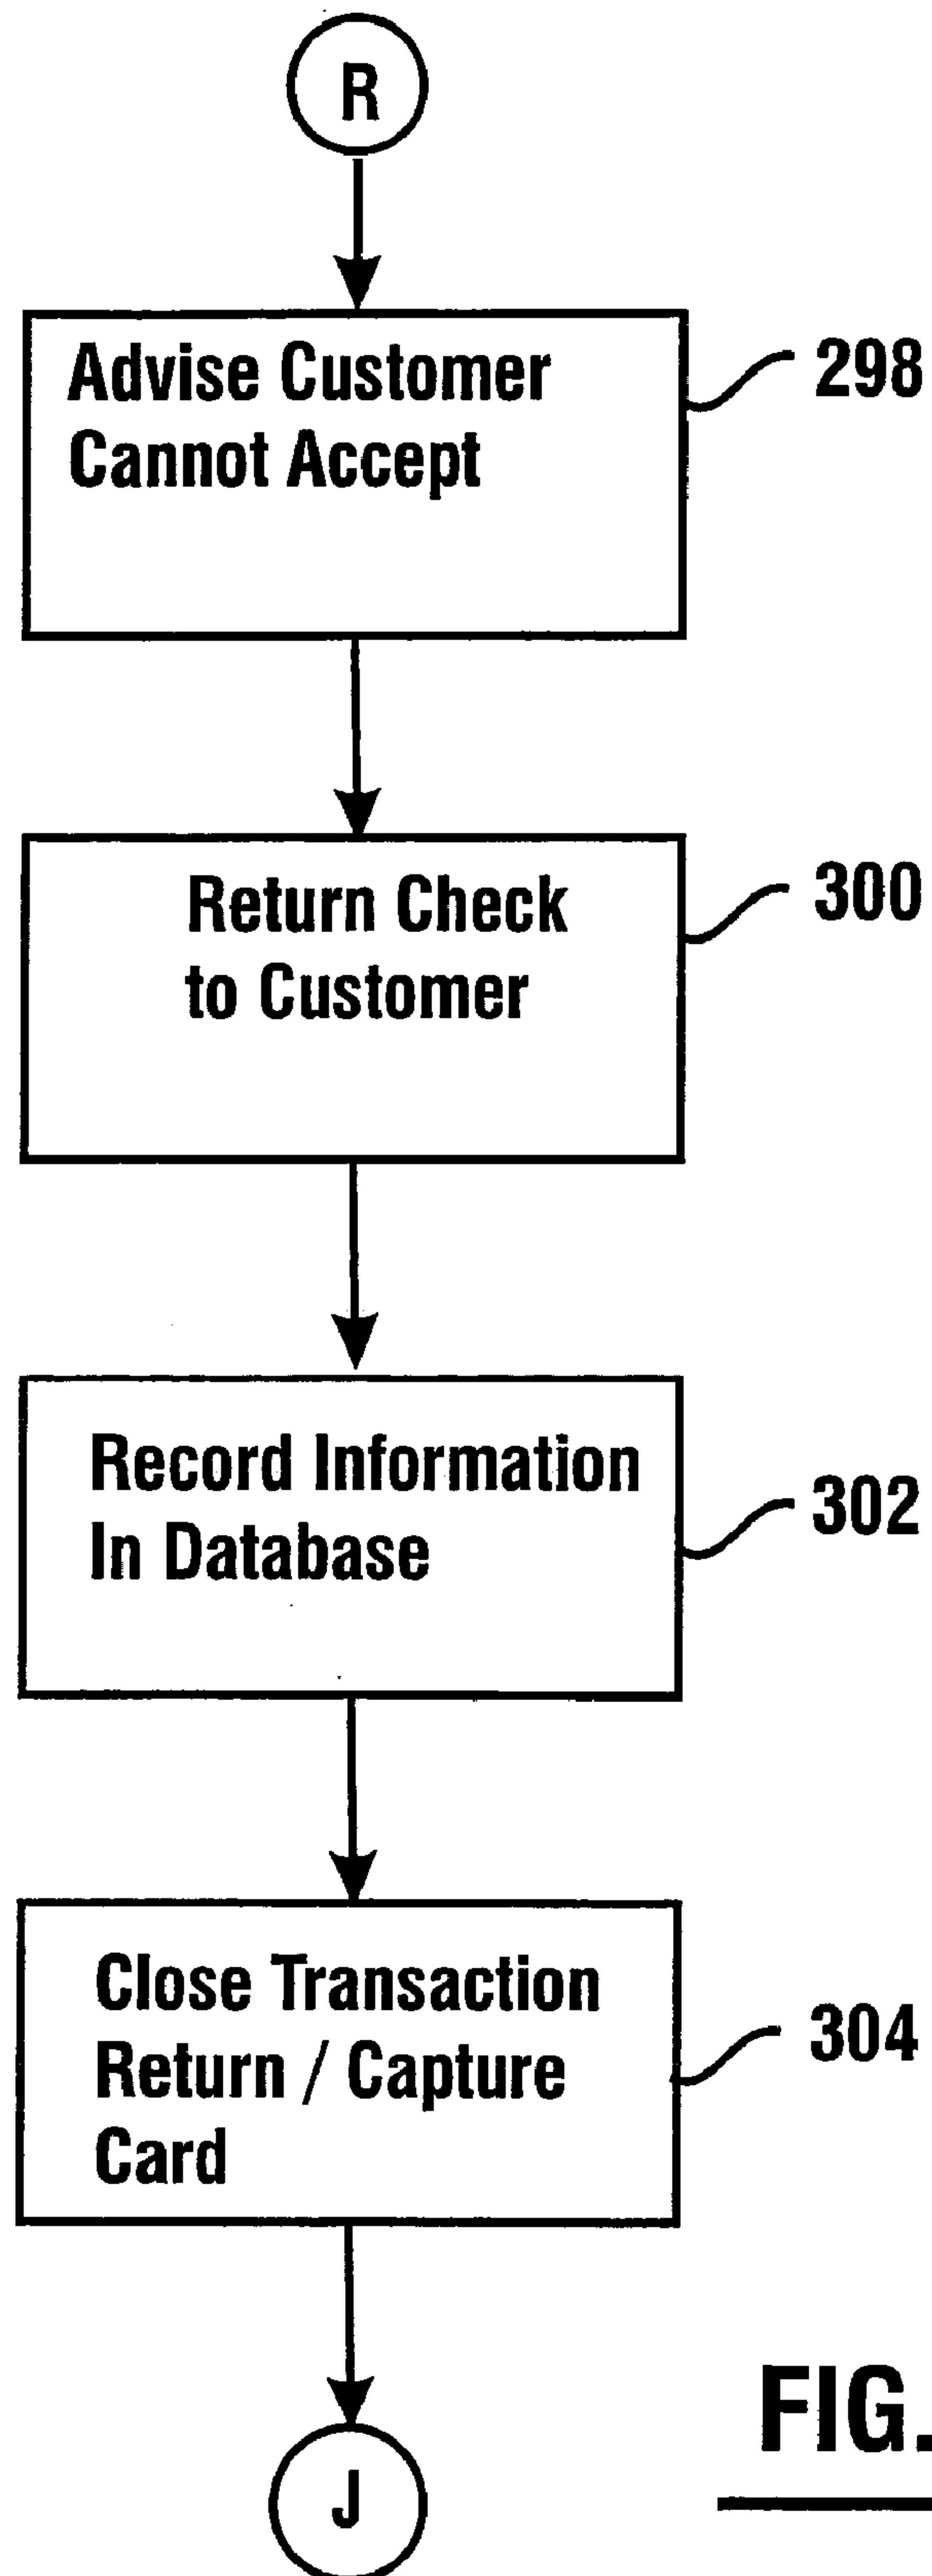 R
Advise Customer
Cannot Accept
298
Return Check
to Customer
300
Record Information
In Database
302
Close Transaction
Return / Capture
Card
304
J
FIG.